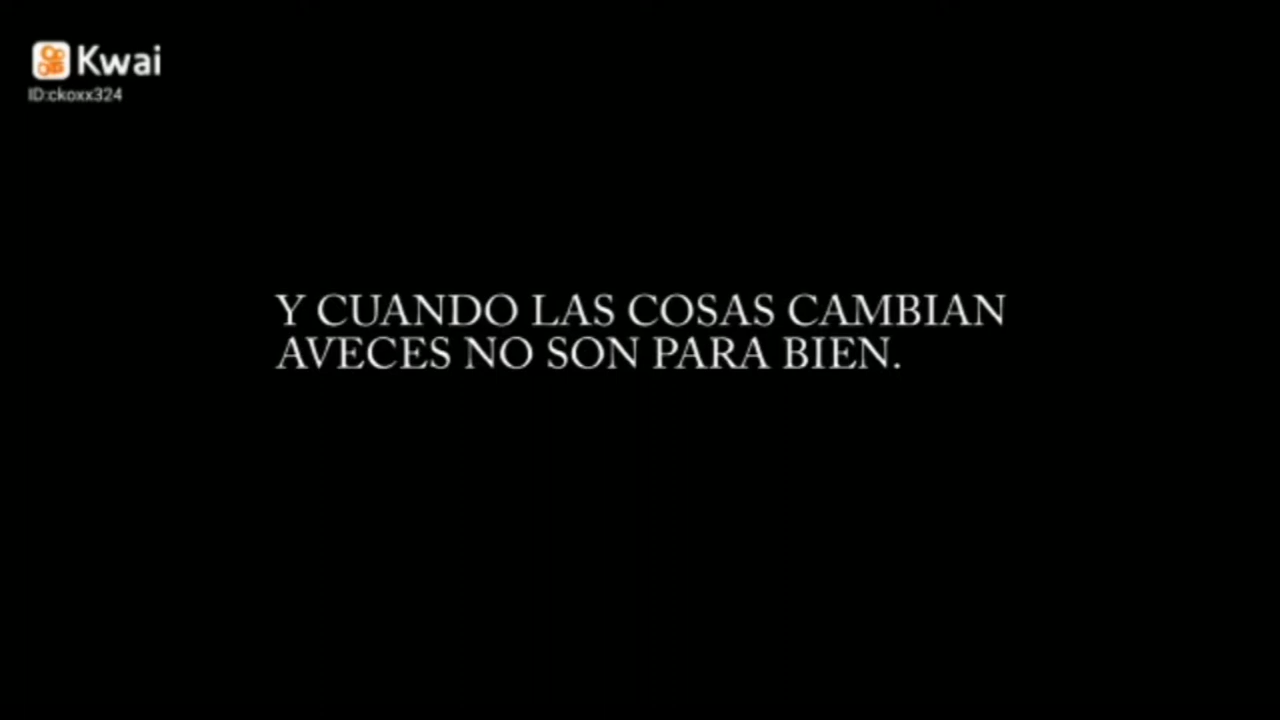 Kwai
ID:ckoxx324
Y CUANDO LAS COSAS CAMBIAN
AVECES NO SON PARA BIEN.